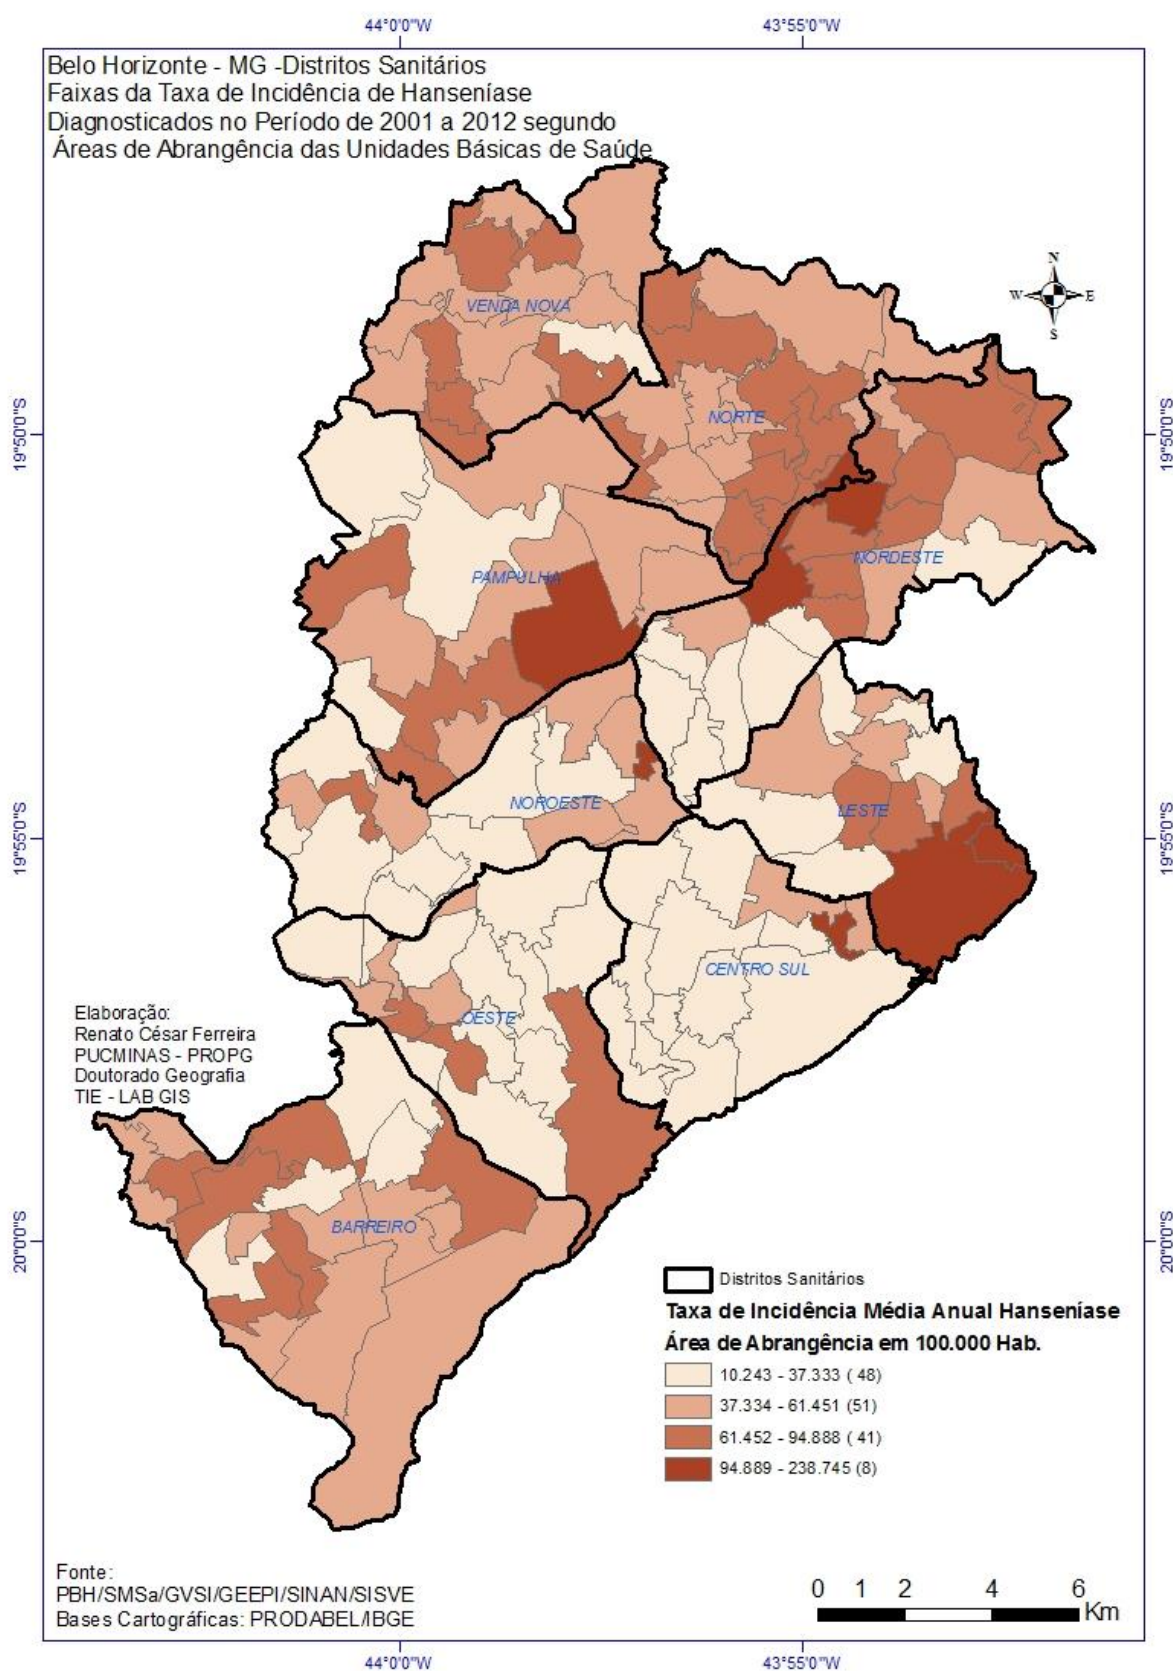 44°0'0"W
43°55'0"W
Belo Horizonte - MG -Distritos Sanitários
Faixas da Taxa de Incidência de Hanseníase
Diagnosticados no Período de 2001 a 2012 segundo
Áreas de Abrangência das Unidades Básicas de Saúde
N
W
E
S
VENDA NOVA
NORTE
19°50'0"S
19°50'0"S
NORDESTE
PAMPULHA
NOROESTE
LESTE
19°55'0"S
19°55'0"S
CENTRO SUL
OESTE
Elaboração:
Renato César Ferreira
PUCMINAS - PROPG
Doutorado Geografia
TIE - LAB GIS
BARREIRO
20°0'0"S
20°0'0"S
Distritos Sanitários
Taxa de Incidência Média Anual Hanseníase
Área de Abrangência em 100.000 Hab.
10.243 - 37.333 ( 48)
37.334 - 61.451 (51)
61.452 - 94.888 ( 41)
94.889 - 238.745 (8)
Fonte:
PBH/SMSa/GVSI/GEEPI/SINAN/SISVE
Bases Cartográficas: PRODABEL/IBGE
0 1 2 4 6
Km
44°0'0"W
43°55'0"W